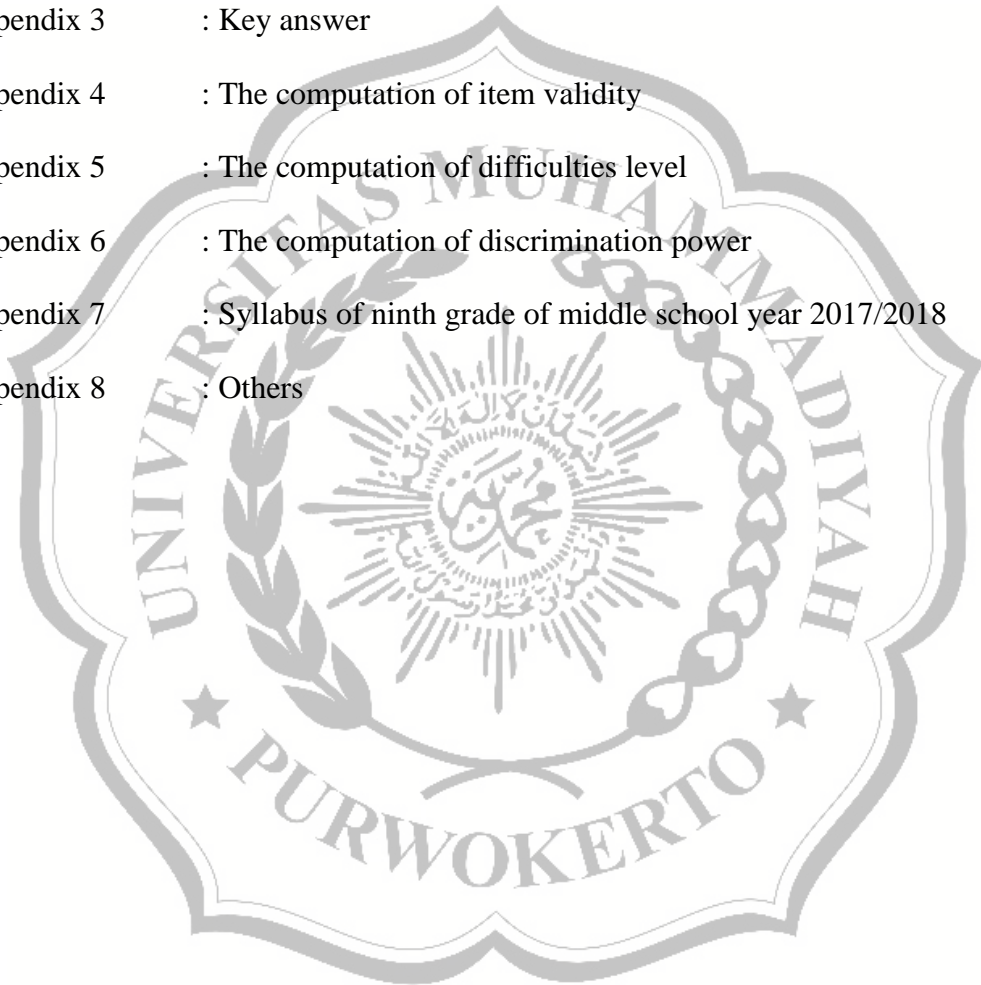 pendix 3 : Key answer
pendix 4 : The computation of item validity
pendix 5 : The computation of difficulties level
pendix 6 : The computation of discrimination power
pendix 7 : Syllabus of ninth grade of middle school year 2017/2018
pendix 8 : Others
UNIVERSITAS MUHAMMADIYAH
PURWOKERTO